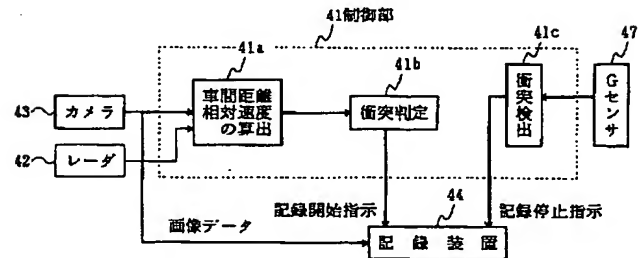 41制御部
41a
41b
41c
47
車間距離
相対速度
の算出
衝突判定
衝突検出
Gセンサ
43
カメラ
42
レーダ
記録開始指示
44
記録停止指示
画像データ
記録装置